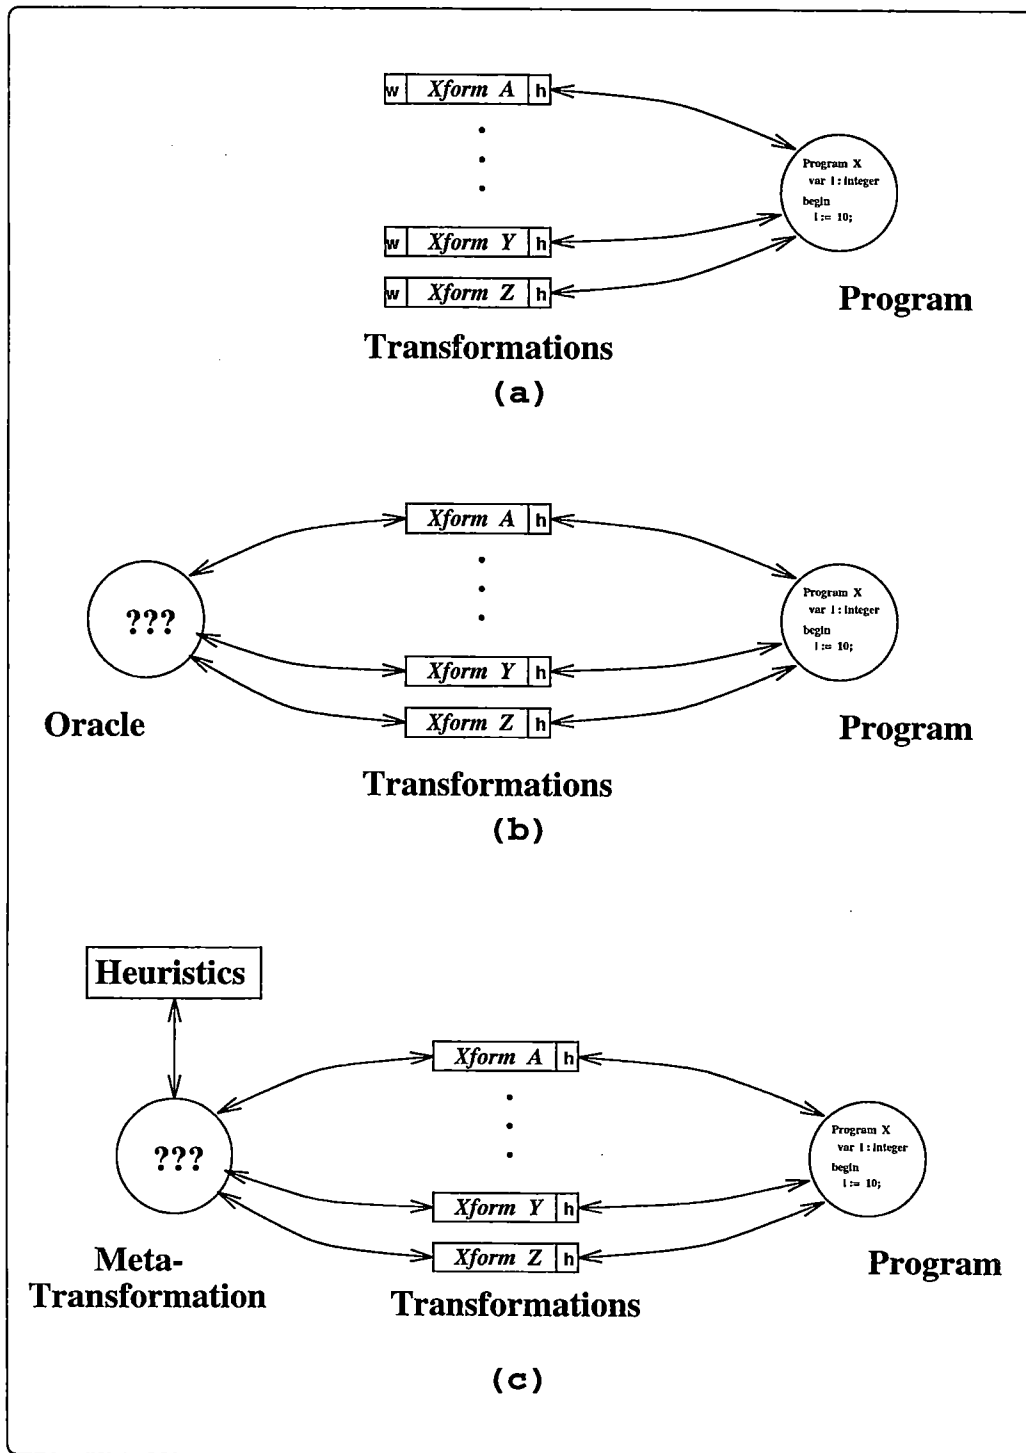 w Xform A h
Program X
var I : integer
begin
I := 10;
w Xform Y h
w Xform Z h
Program
Transformations
(a)
Xform A h
???
Program X
var I : integer
begin
I := 10;
Xform Y h
Xform Z h
Oracle
Program
Transformations
(b)
Heuristics
Xform A h
???
Program X
var I : integer
begin
I := 10;
Xform Y h
Xform Z h
Meta-
Transformation
Program
Transformations
(c)